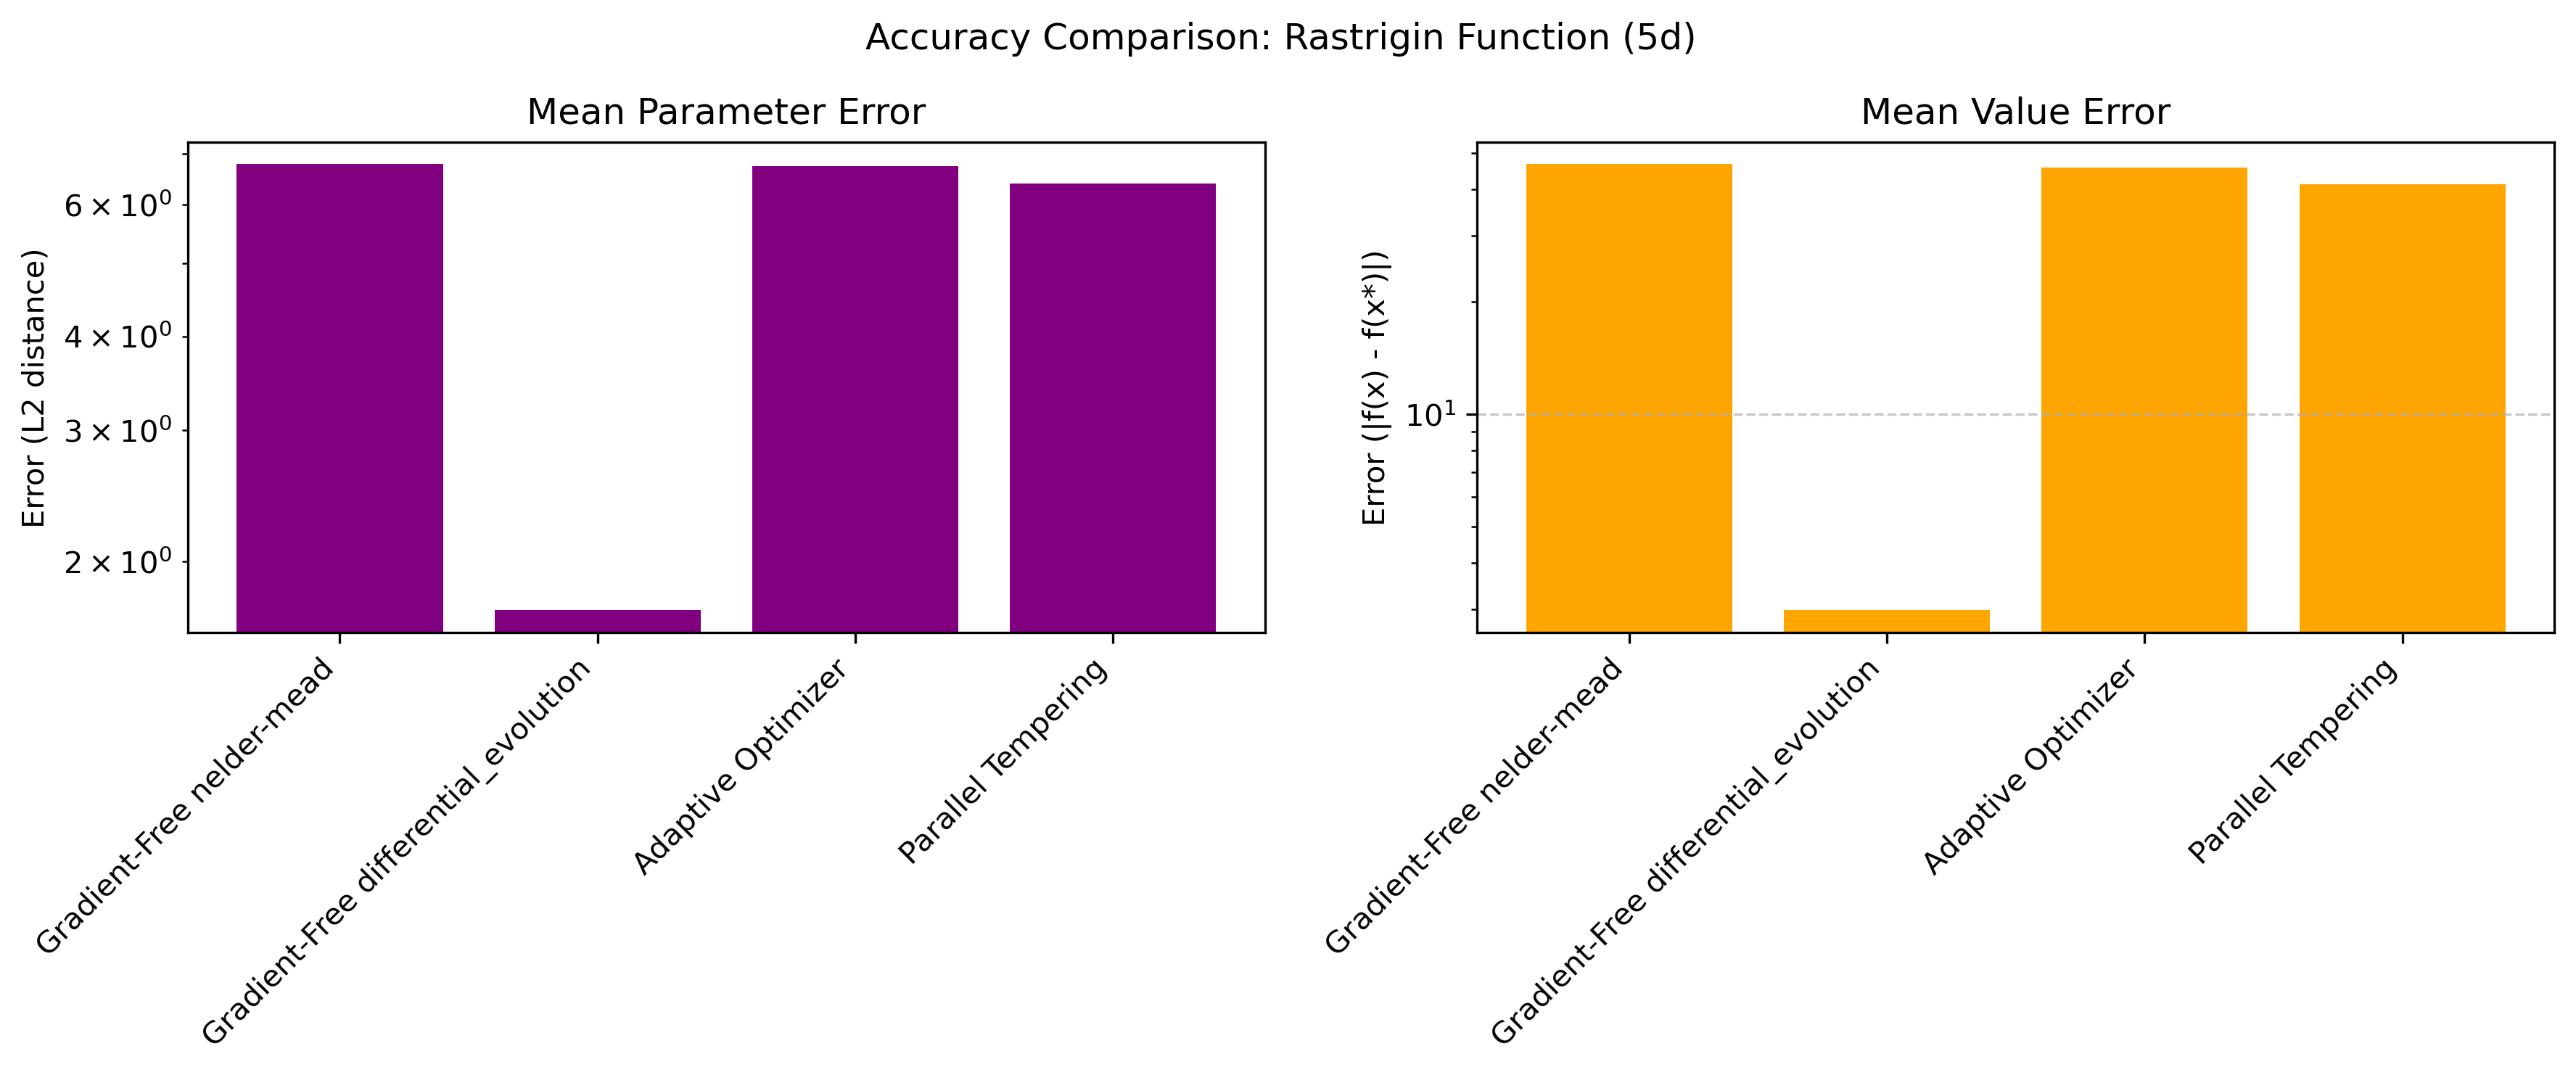 Accuracy Comparison: Rastrigin Function (5d)
Mean Parameter Error
Error (L2 distance)
6 × 10⁰
4 × 10⁰
3 × 10⁰
2 × 10⁰
Gradient-Free nelder-mead
Gradient-Free differential_evolution
Adaptive Optimizer
Parallel Tempering
Mean Value Error
Error (|f(x) - f(x*)|)
10¹
Gradient-Free nelder-mead
Gradient-Free differential_evolution
Adaptive Optimizer
Parallel Tempering